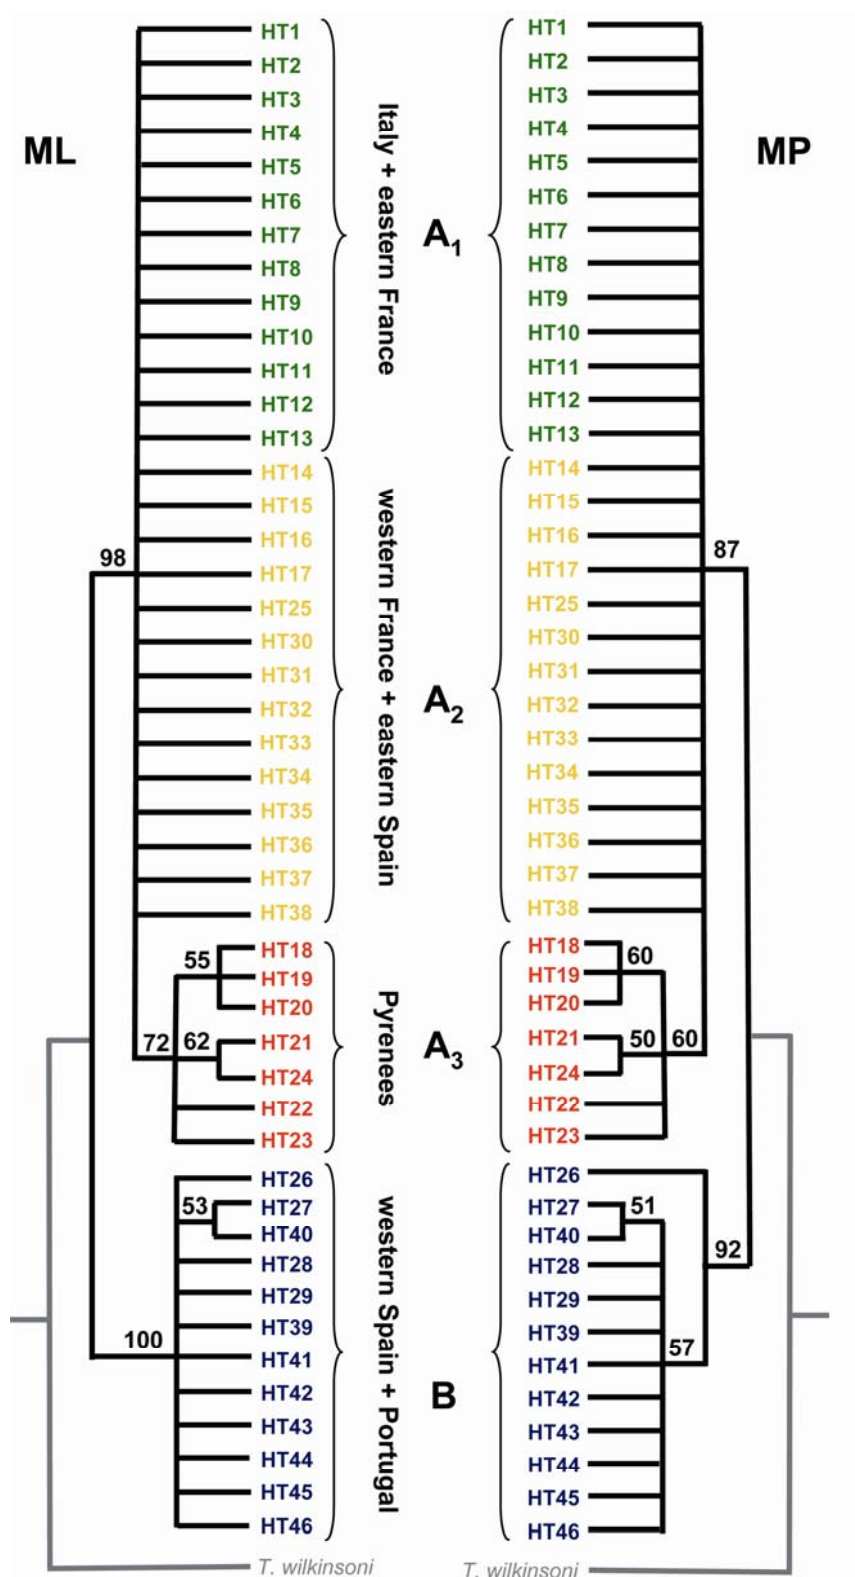 ML
98
55
72 62
53
100
HT1
HT2
HT3
HT4
HT5
HT6
HT7
HT8
HT9
HT10
HT11
HT12
HT13
HT14
HT15
HT16
HT17
HT25
HT30
HT31
HT32
HT33
HT34
HT35
HT36
HT37
HT38
HT18
HT19
HT20
HT21
HT24
HT22
HT23
HT26
HT27
HT40
HT28
HT29
HT39
HT41
HT42
HT43
HT44
HT45
HT46
T. wilkinsoni
Italy + eastern France
western France + eastern Spain
Pyrenees
western Spain + Portugal
A1
A2
A3
B
HT1
HT2
HT3
HT4
HT5
HT6
HT7
HT8
HT9
HT10
HT11
HT12
HT13
HT14
HT15
HT16
HT17
HT25
HT30
HT31
HT32
HT33
HT34
HT35
HT36
HT37
HT38
HT18
HT19
HT20
HT21
HT24
HT22
HT23
HT26
HT27
HT40
HT28
HT29
HT39
HT41
HT42
HT43
HT44
HT45
HT46
T. wilkinsoni
MP
87
60
50 60
51
92
57